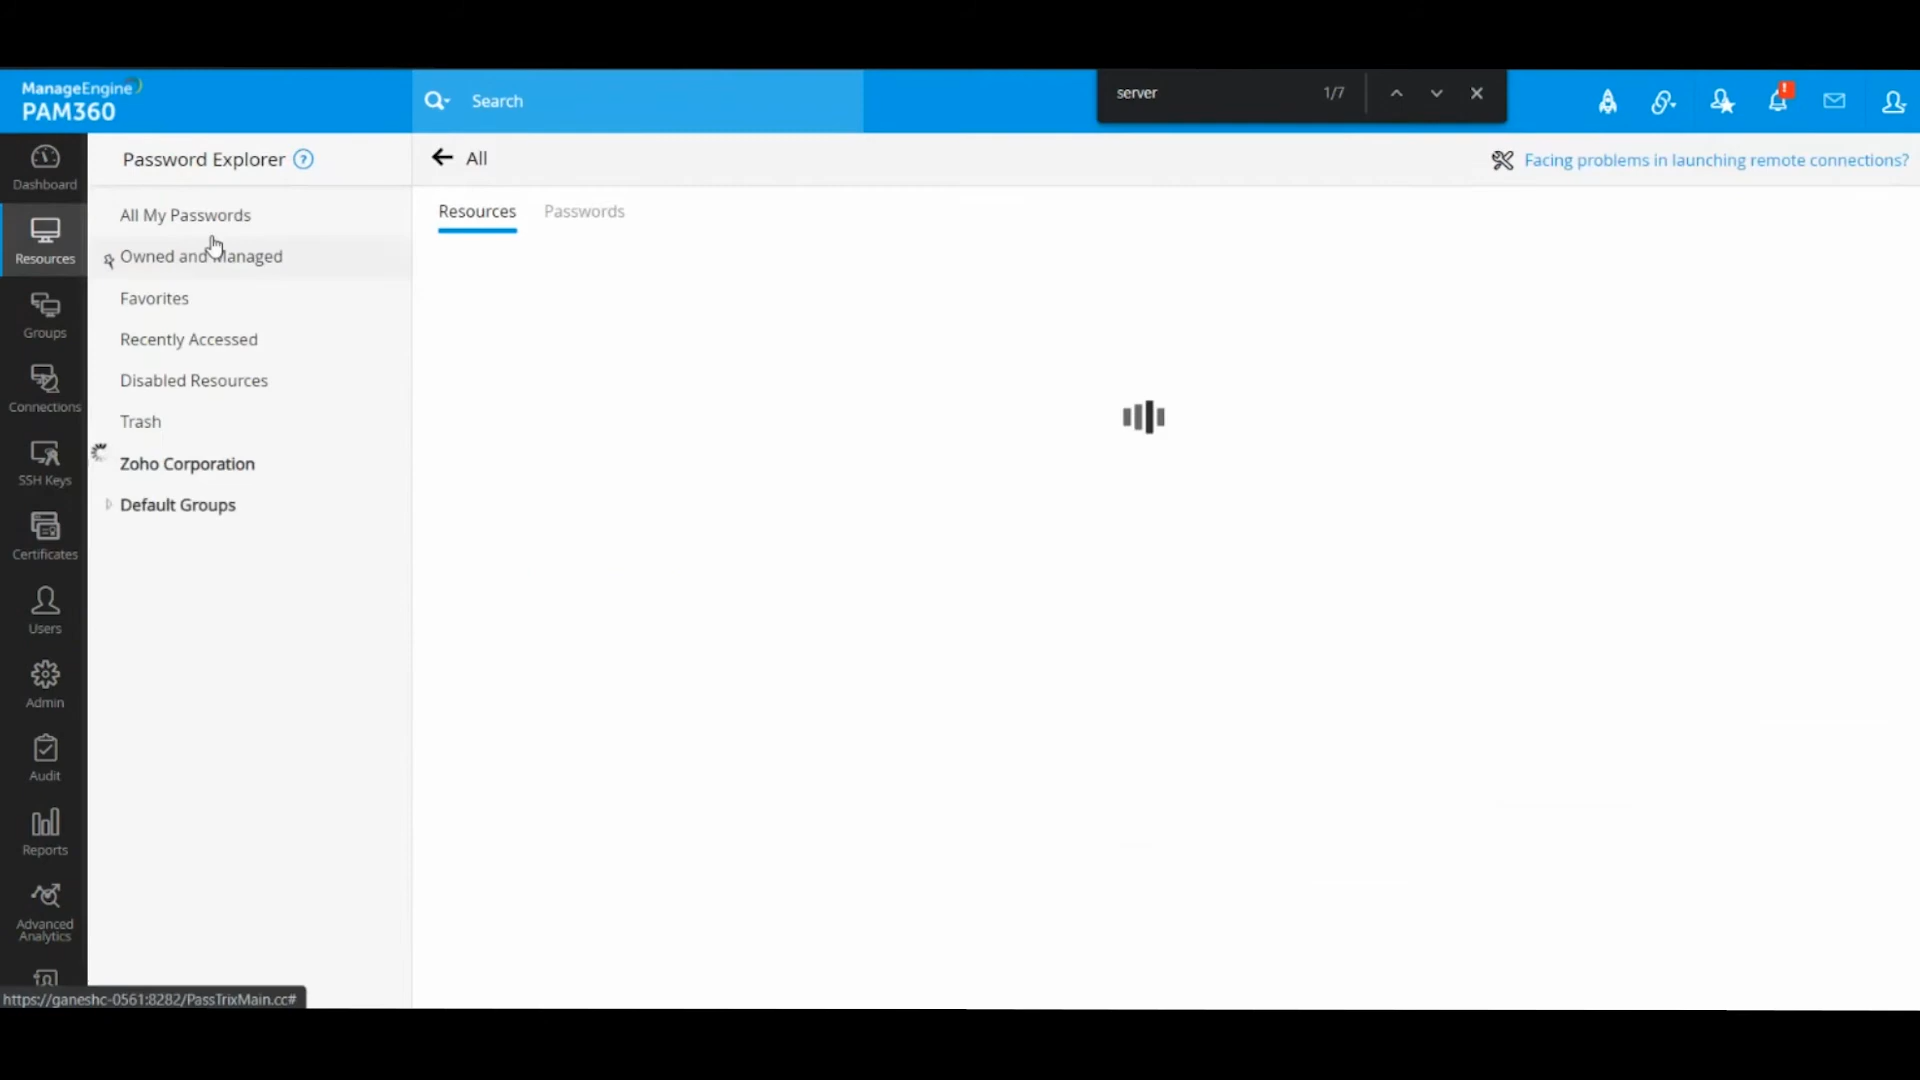 ManageEngine
PAM360
Search
server
1/7
Dashboard
Resources
Groups
Connections
SSH Keys
Certificates
Users
Admin
Audit
Reports
Advanced
Analytics
Password Explorer ?
All My Passwords
Owned and Managed
Favorites
Recently Accessed
Disabled Resources
Trash
Zoho Corporation
Default Groups
All
Facing problems in launching remote connections?
Resources
Passwords
https://ganeshc-0561:8282/PassTrixMain.cc#